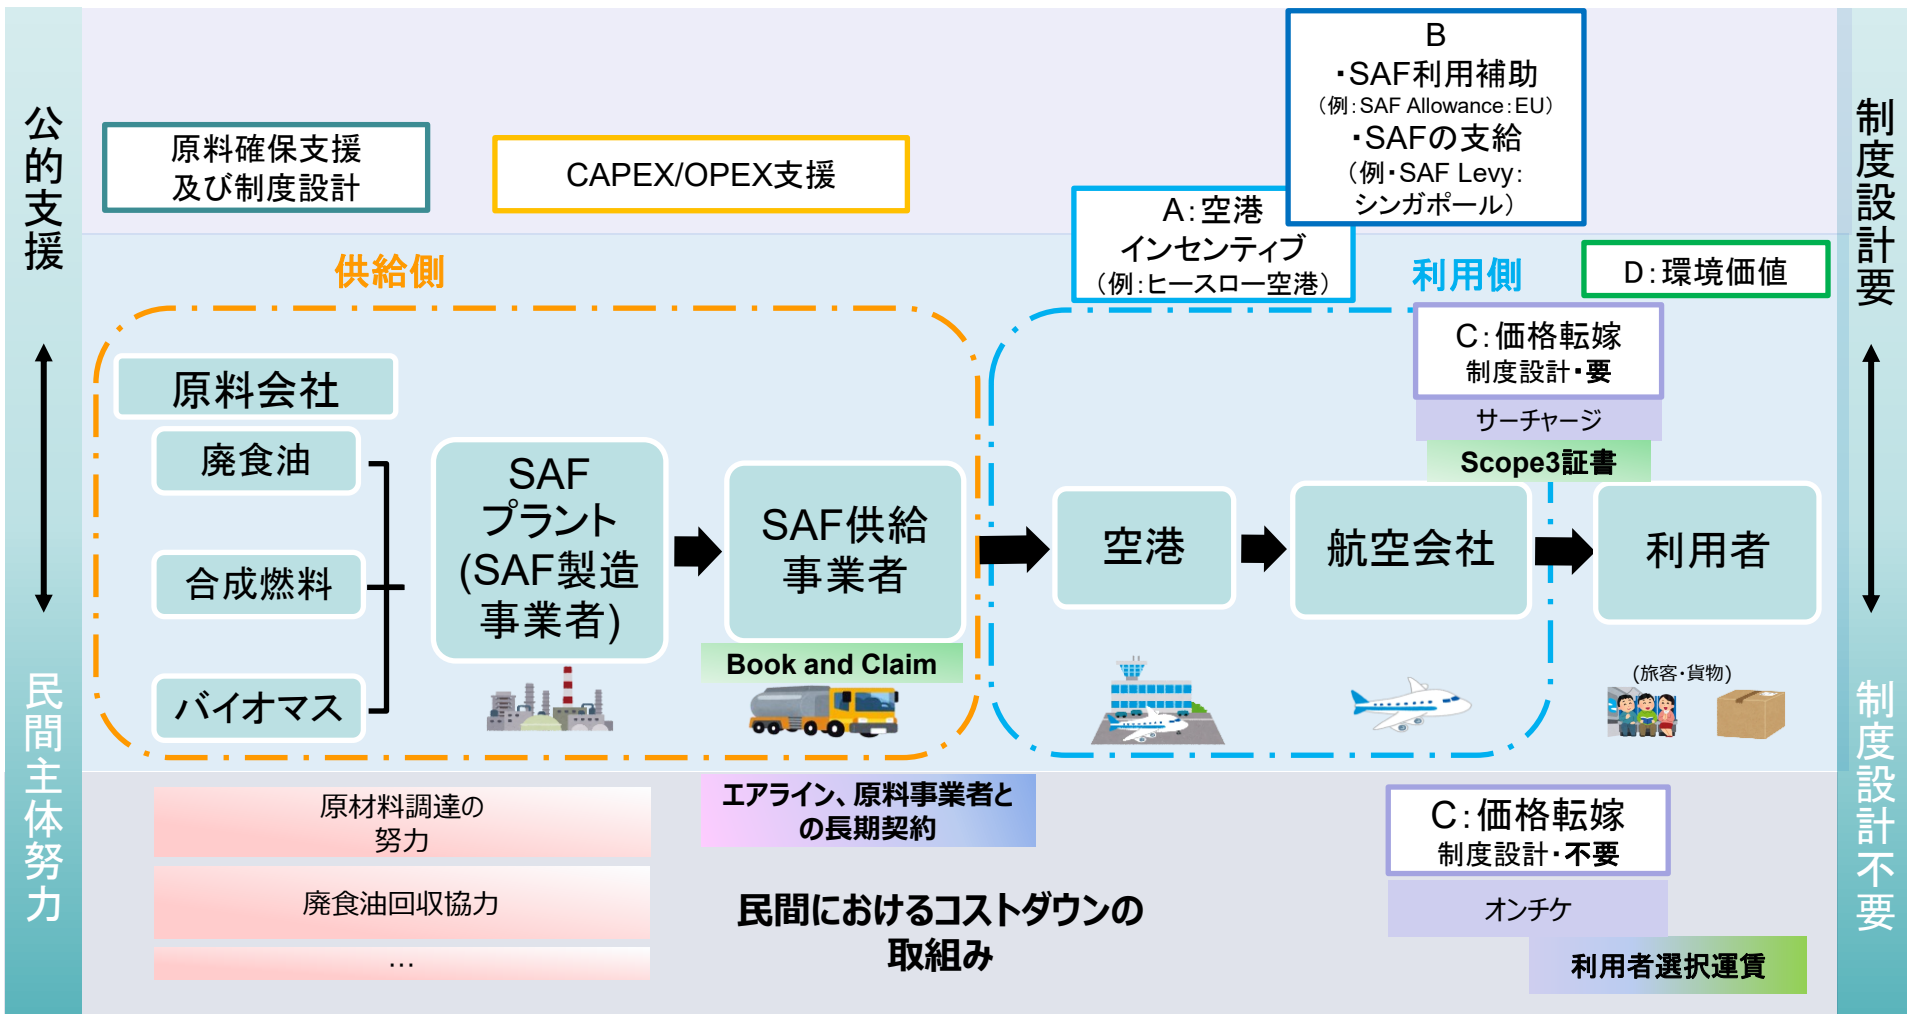 公的支援
民間主体努力
原料確保支援
及び制度設計
CAPEX/OPEX支援
B
・SAF利用補助
（例：SAF Allowance：EU）
・SAFの支給
（例・SAF Levy：
シンガポール）
A：空港
インセンティブ
（例：ヒースロー空港）
D：環境価値
供給側
利用側
C：価格転嫁
制度設計・要
サーチャージ
Scope3証書
原料会社
廃食油
合成燃料
バイオマス
SAF
プラント
(SAF製造
事業者)
SAF供給
事業者
Book and Claim
空港
航空会社
利用者
(旅客・貨物)
原材料調達の
努力
廃食油回収協力
…
エアライン、原料事業者と
の長期契約
民間におけるコストダウンの
取組み
C：価格転嫁
制度設計・不要
オンチケ
利用者選択運賃
制度設計要
制度設計不要